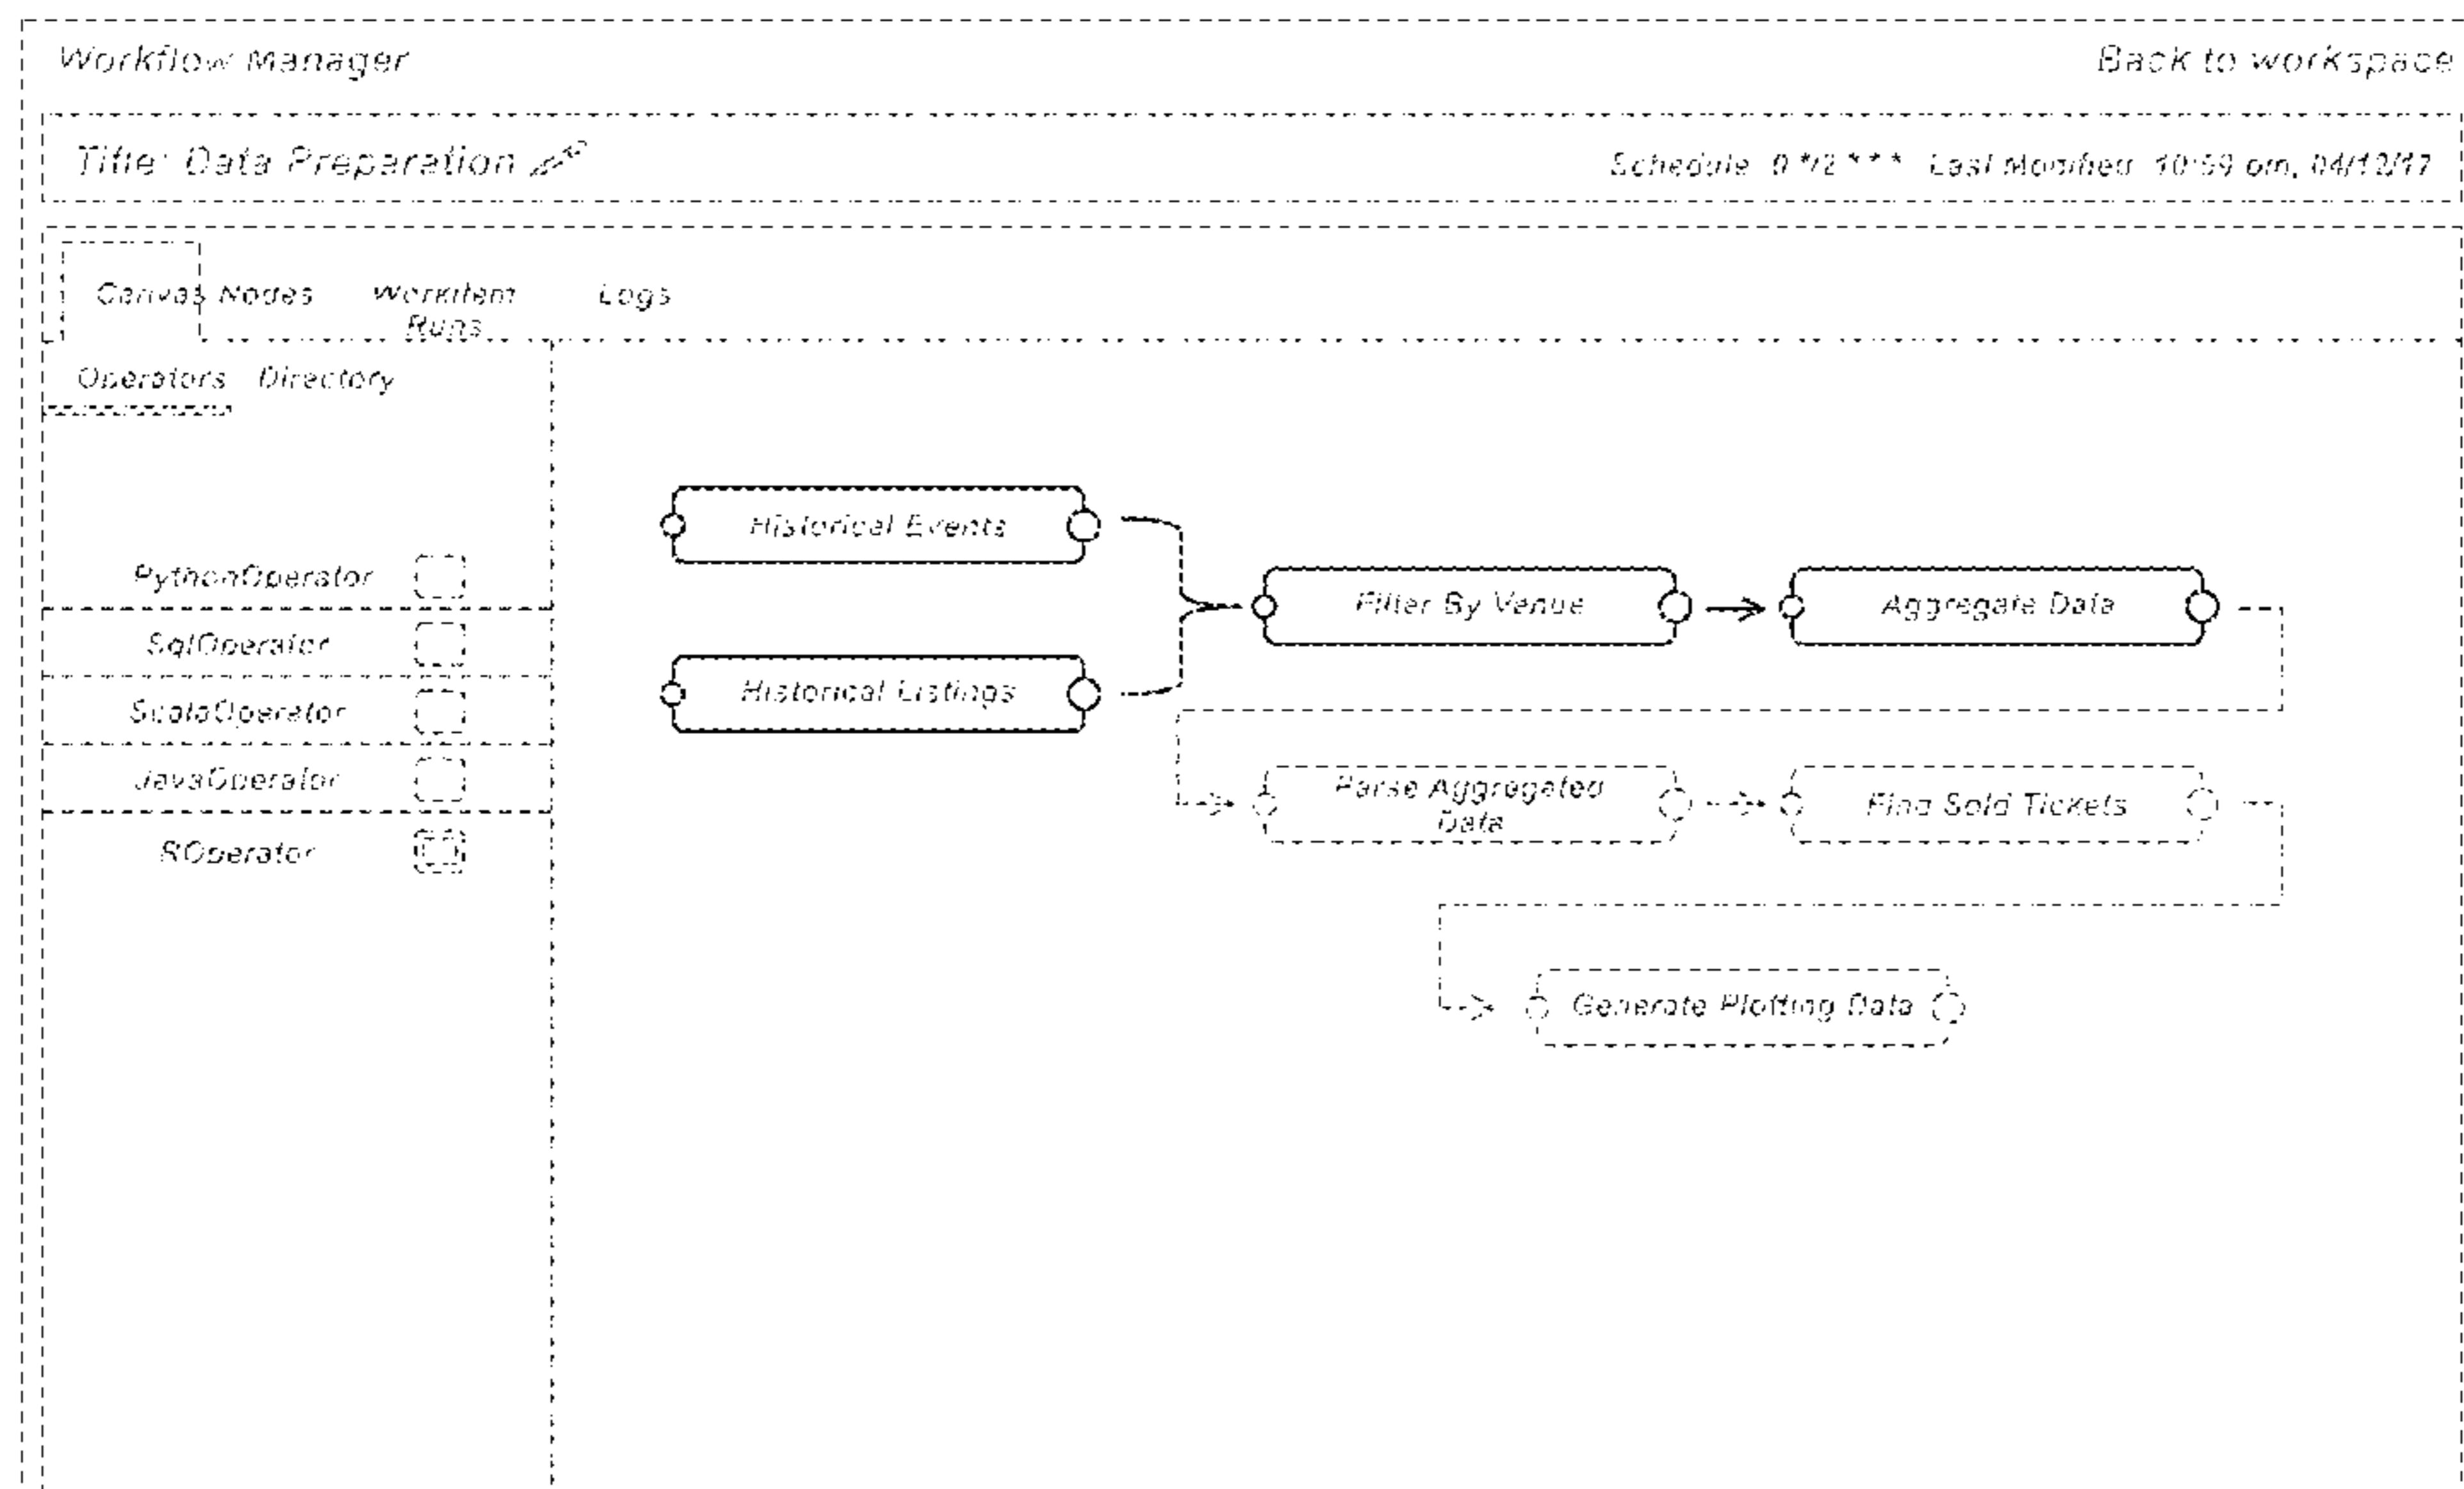 Workflow Manager
Back to workspace
Title: Data Preparation
Schedule 0 */2 * * * Last Modified 10:59 pm, 04/12/17
Canvas Nodes Workitem Logs
Runs
Operators Directory
Historical Events
PythonOperator
Filter By Venue
Aggregate Data
SqlOperator
Historical Listings
ScalaOperator
JavaOperator
Parse Aggregated
Data
Find Sold Tickets
ROperator
Generate Plotting Data